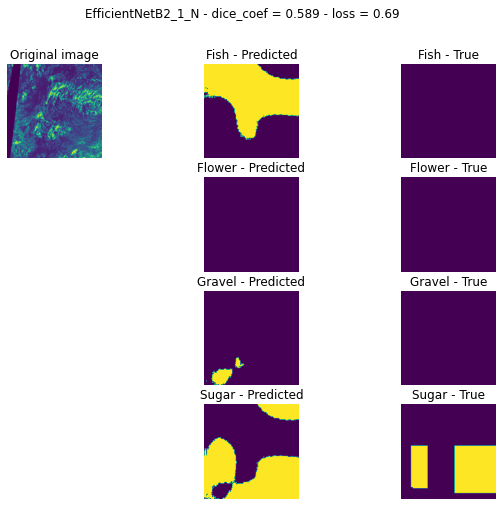 EfficientNetB2_1_N - dice_coef = 0.589 - loss = 0.69
Original image
Fish - Predicted
Fish - True
Flower - Predicted
Flower - True
Gravel - Predicted
Gravel - True
Sugar - Predicted
Sugar - True